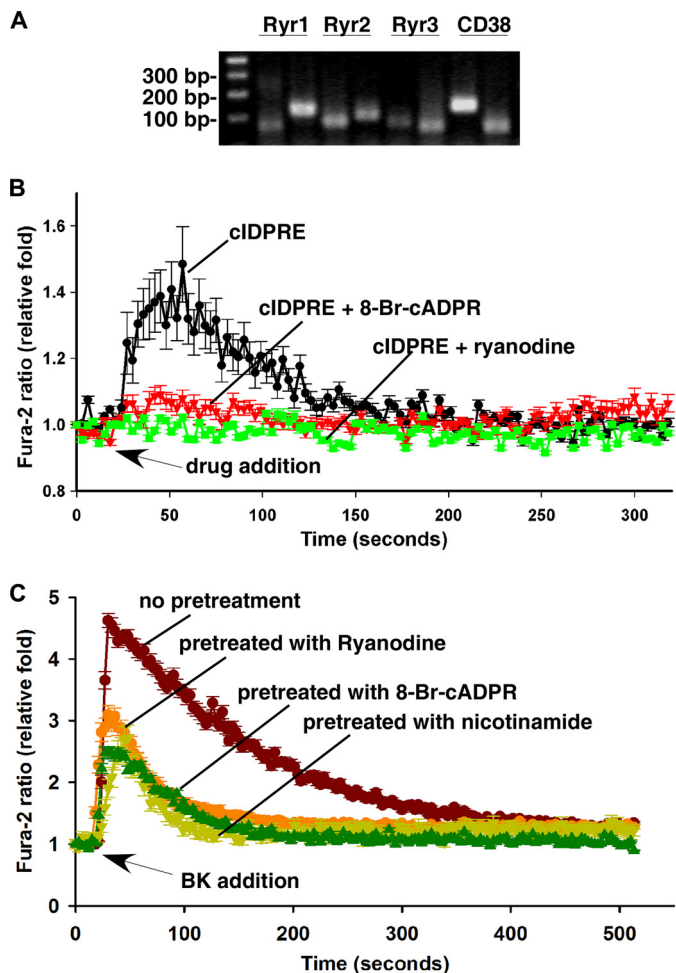 A
Ryr1 Ryr2 Ryr3 CD38
300 bp-
200 bp-
100 bp-
B
Fura-2 ratio (relative fold)
1.6
1.4
1.2
1.0
0.8
cIDPRE
cIDPRE + 8-Br-cADPR
cIDPRE + ryanodine
drug addition
0 50 100 150 200 250 300
Time (seconds)
C
Fura-2 ratio (relative fold)
5
4
3
2
1
0
no pretreatment
pretreated with Ryanodine
pretreated with 8-Br-cADPR
pretreated with nicotinamide
BK addition
0 100 200 300 400 500
Time (seconds)